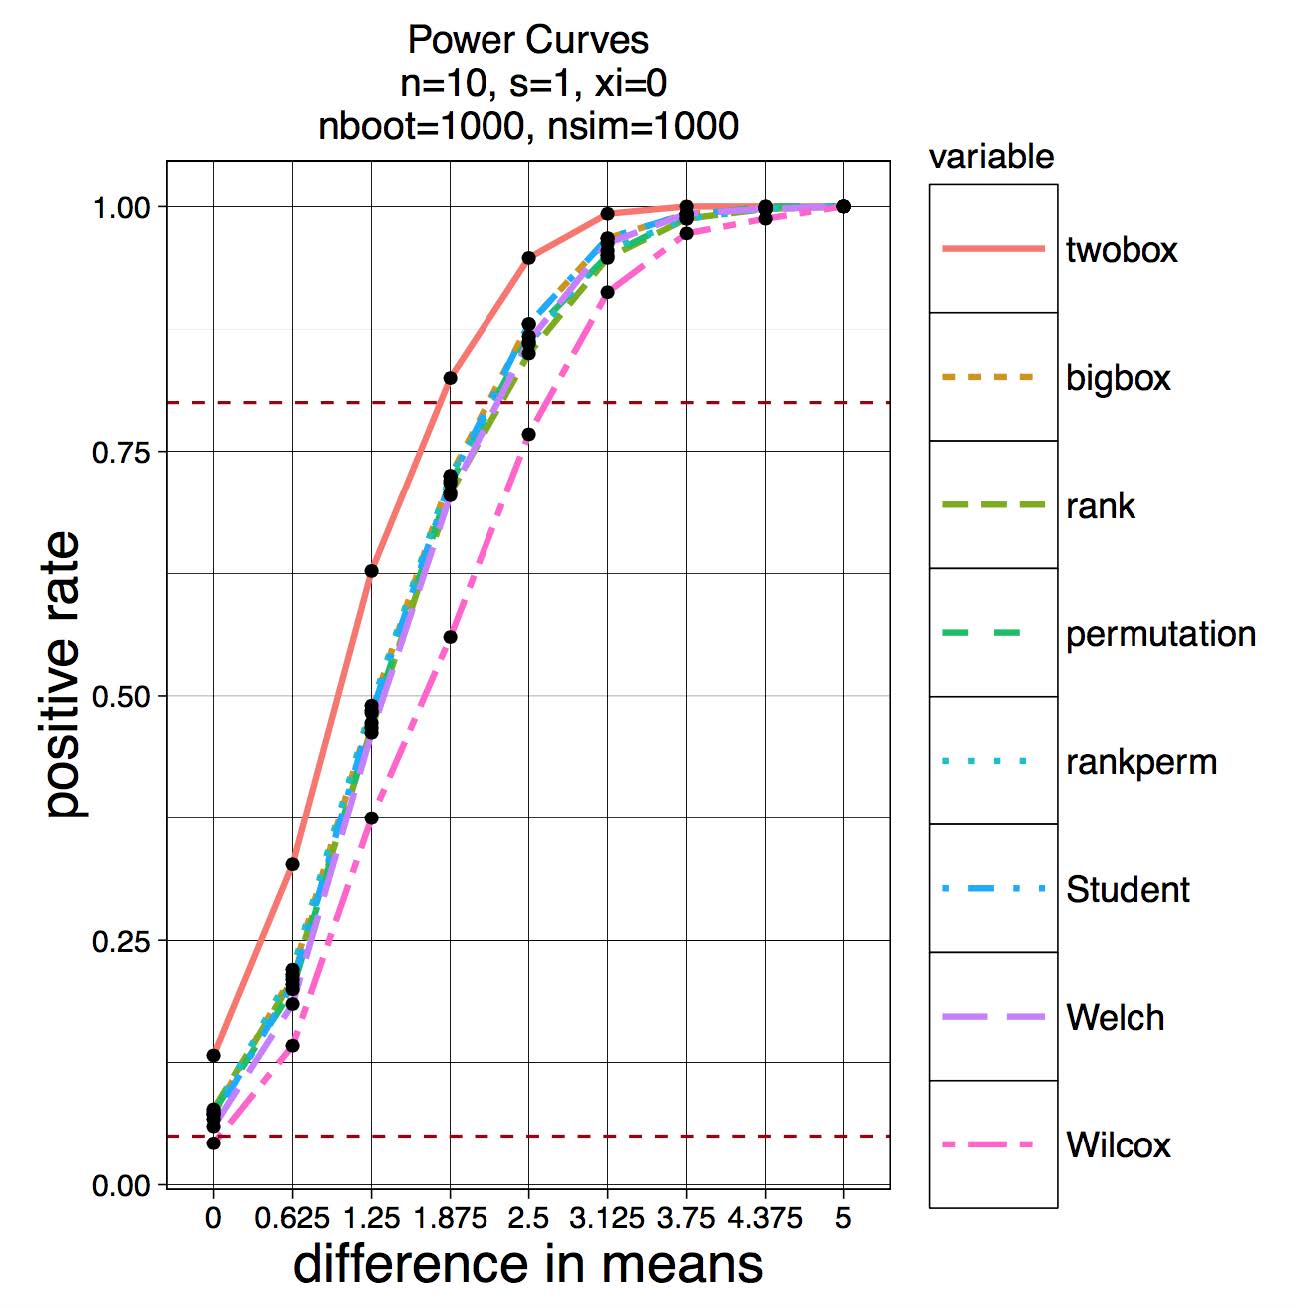 Power Curves
n=10, s=1, xi=0
nboot=1000, nsim=1000
variable
twobox
bigbox
rank
permutation
rankperm
Student
Welch
Wilcox
positive rate
1.00
0.75
0.50
0.25
0.00
0 0.625 1.25 1.875 2.5 3.125 3.75 4.375 5
difference in means